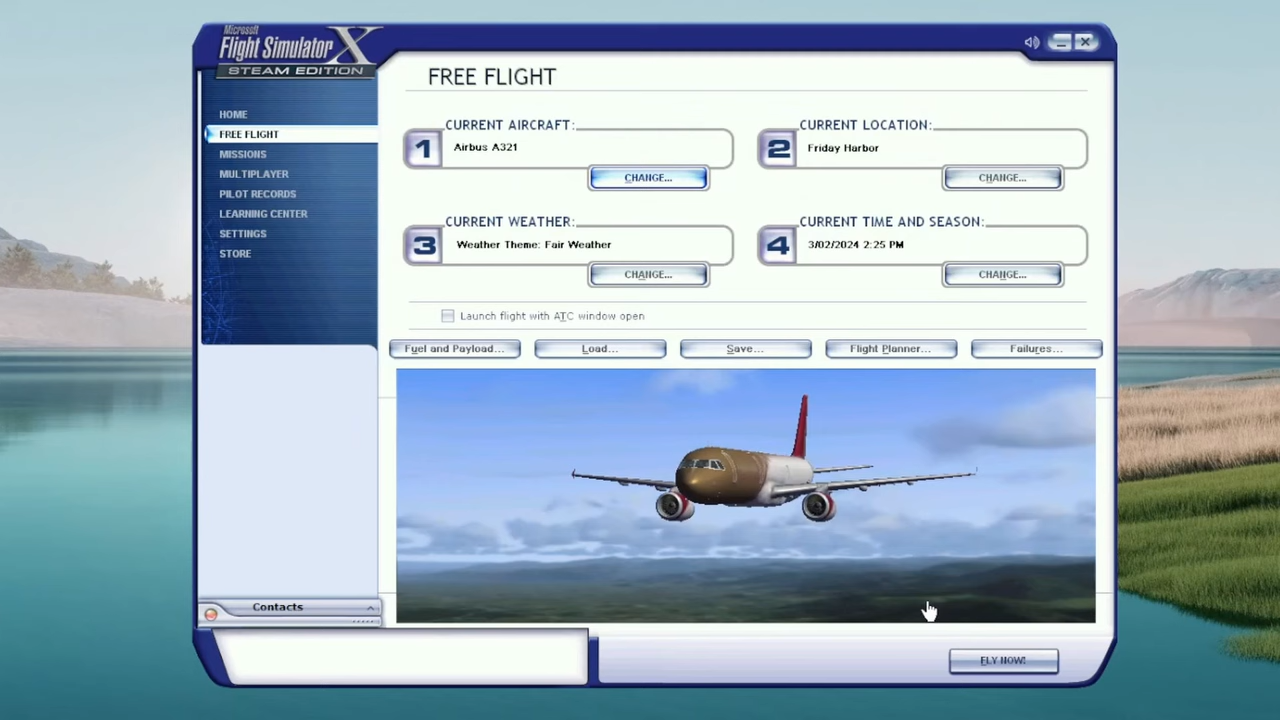 Microsoft
Flight Simulator X
STEAM EDITION
HOME
FREE FLIGHT
MISSIONS
MULTIPLAYER
PILOT RECORDS
LEARNING CENTER
SETTINGS
STORE
Contacts
FREE FLIGHT
1
CURRENT AIRCRAFT:
Airbus A321
CHANGE...
2
CURRENT LOCATION:
Friday Harbor
CHANGE...
3
CURRENT WEATHER:
Weather Theme: Fair Weather
CHANGE...
4
CURRENT TIME AND SEASON:
3/02/2024 2:25 PM
CHANGE...
Launch flight with ATC window open
Fuel and Payload... Load... Save... Flight Planner... Failures...
FLY NOW!